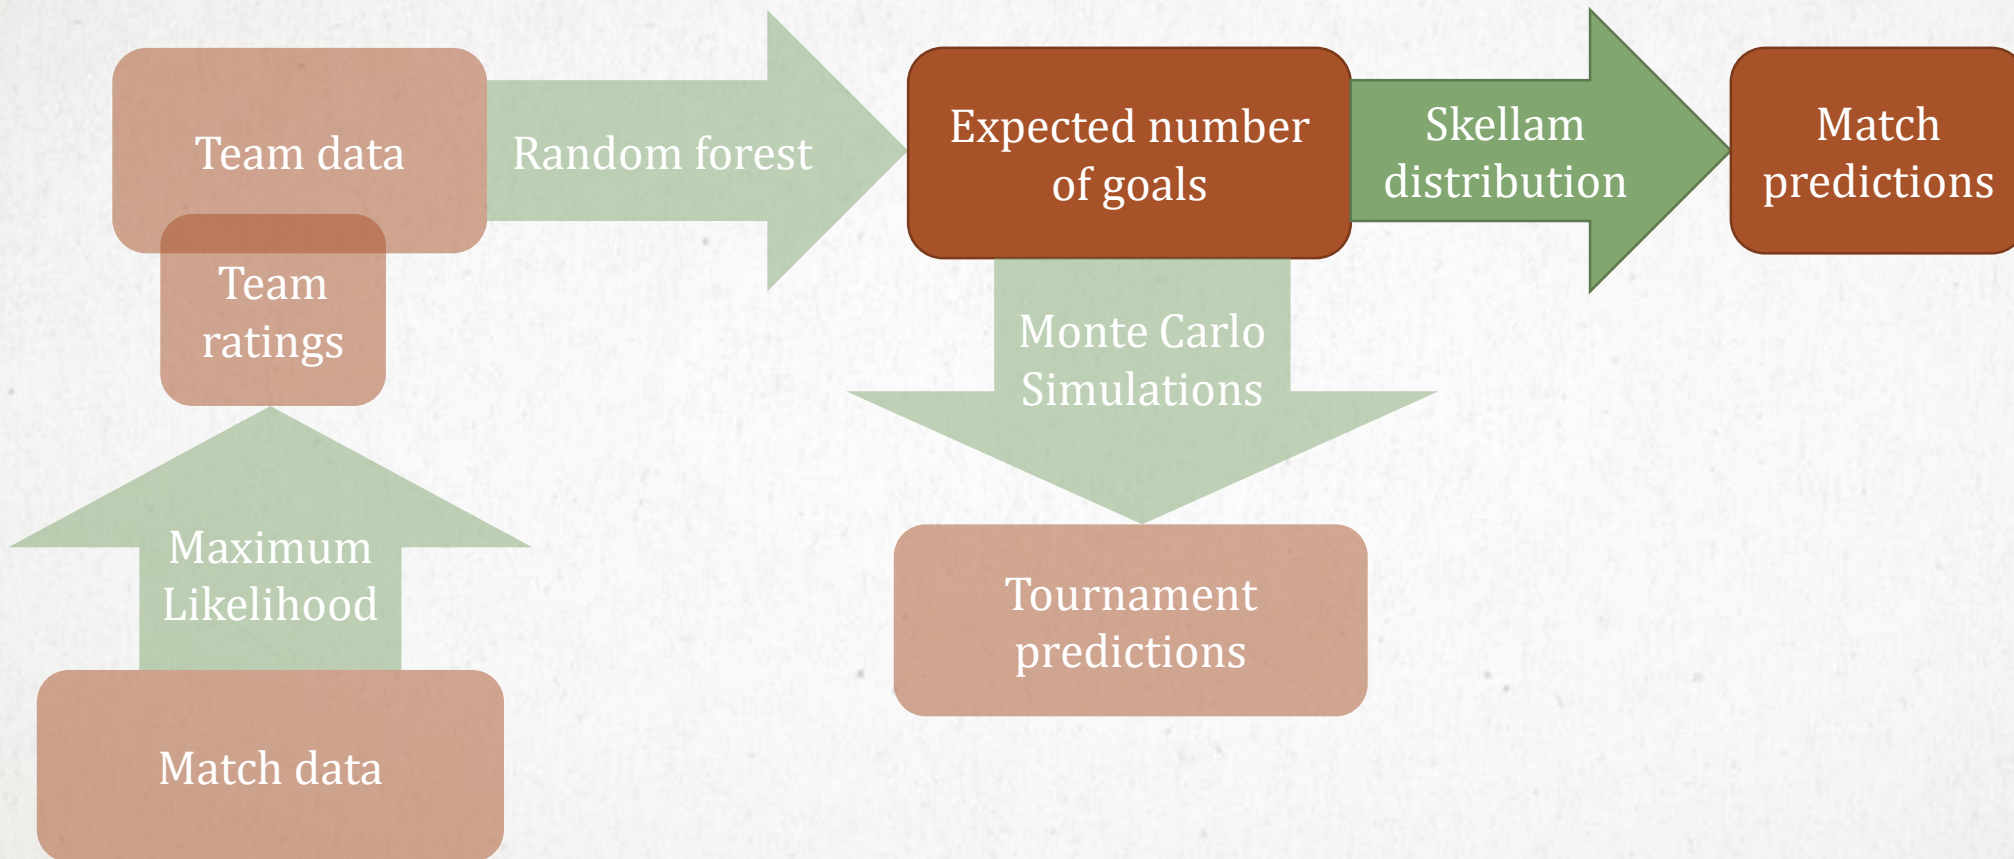 Team data
Random forest
Expected number
of goals
Skellam
distribution
Match
predictions
Team
ratings
Monte Carlo
Simulations
Maximum
Likelihood
Tournament
predictions
Match data